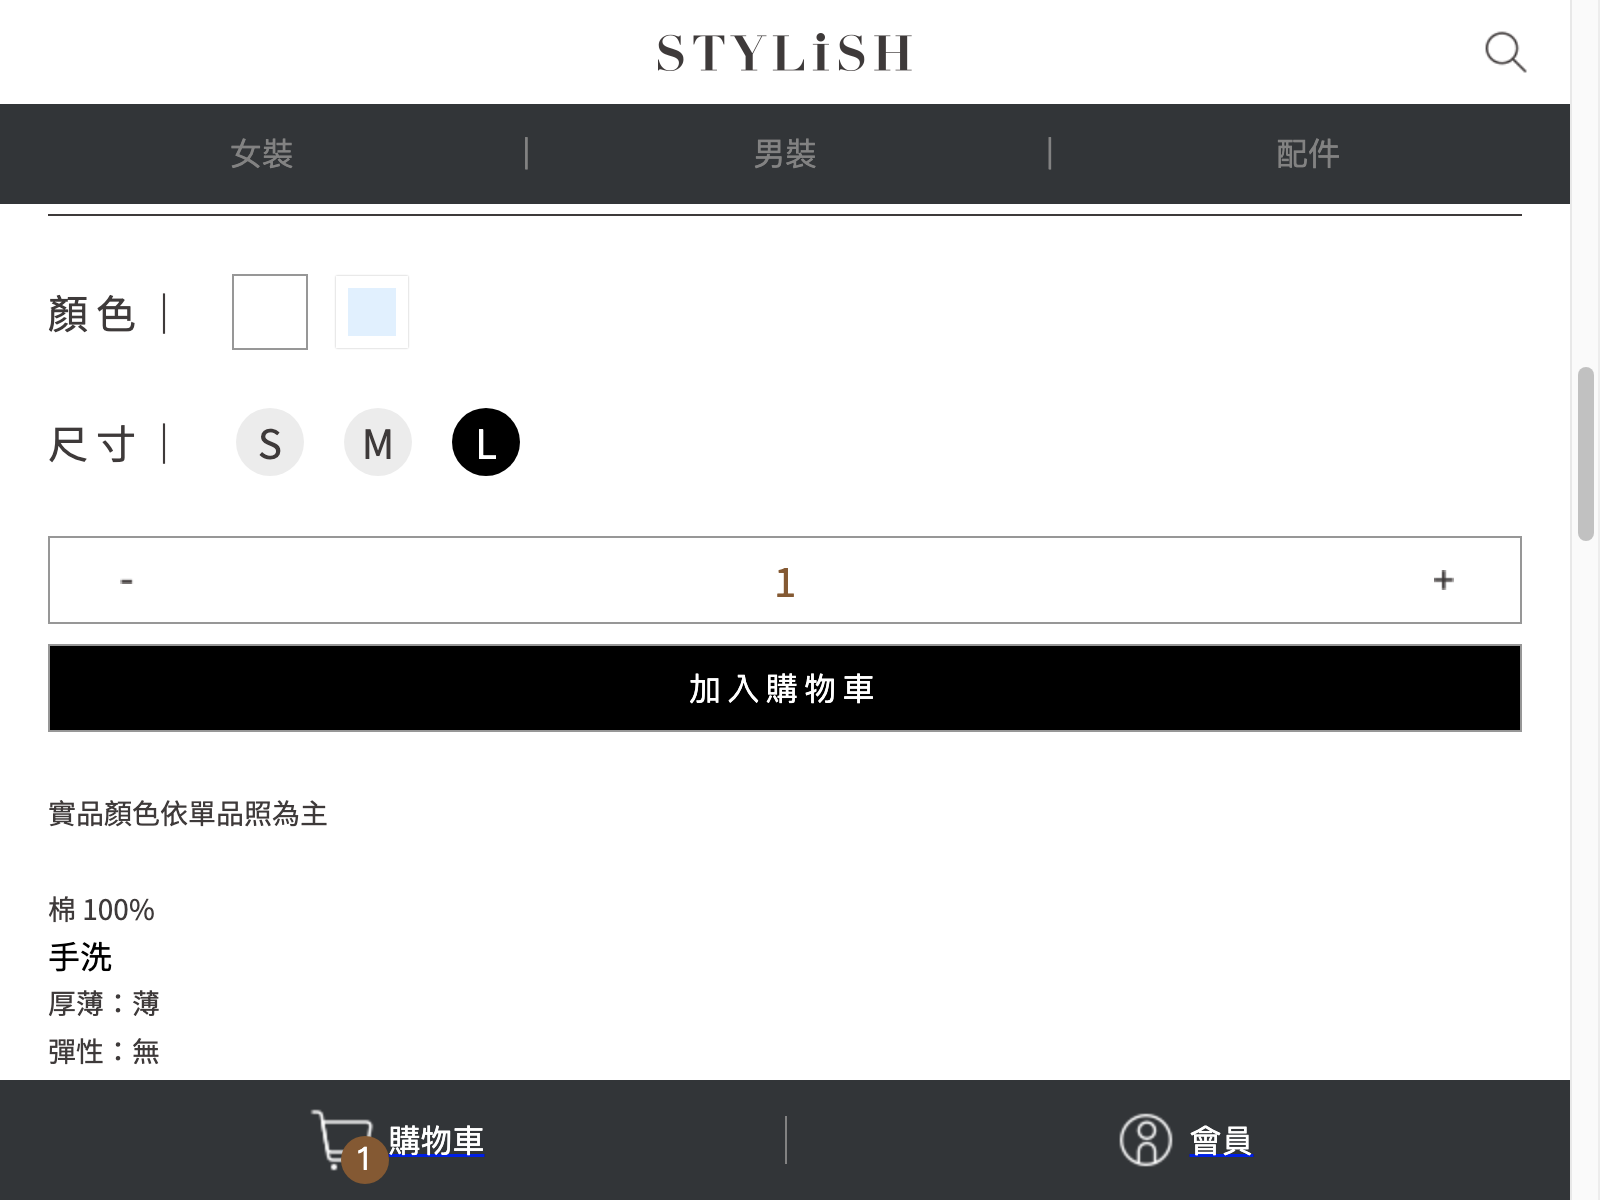 STYLiSH
女裝 | 男裝 | 配件
顏色｜
尺寸｜ S M L
- 1 +
加入購物車
實品顏色依單品照為主
棉 100%
手洗
厚薄：薄
彈性：無
1 購物車 會員